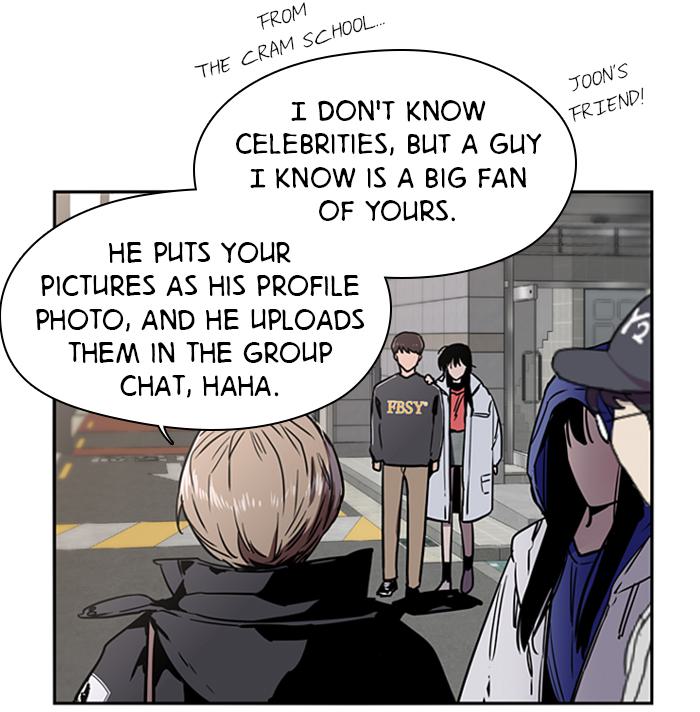 FROM
THE CRAM SCHOOL...
JOON'S
FRIEND!
I DON'T KNOW
CELEBRITIES, BUT A GUY
I KNOW IS A BIG FAN
OF YOURS.
HE PUTS YOUR
PICTURES AS HIS PROFILE
PHOTO, AND HE UPLOADS
THEM IN THE GROUP
CHAT, HAHA.
FBSY